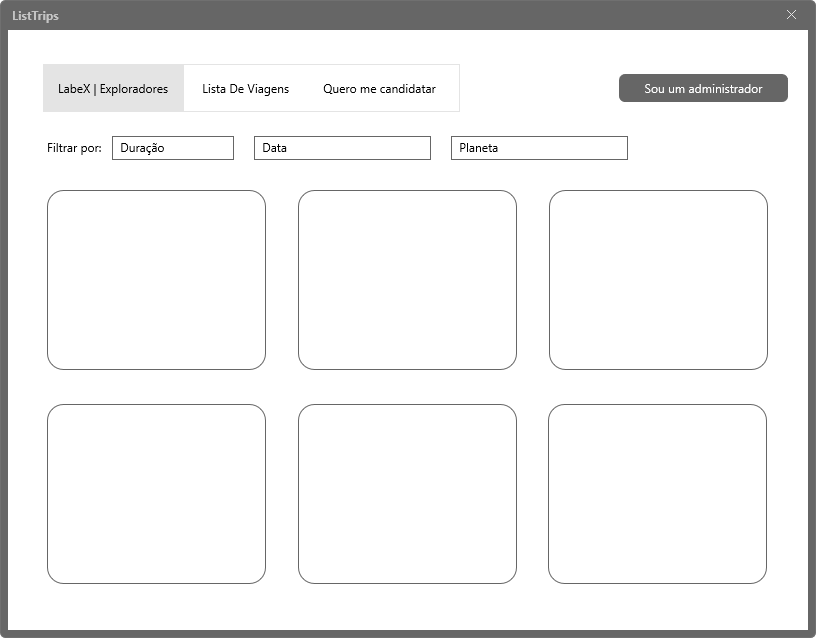 ListTrips
LabeX | Exploradores
Lista De Viagens
Quero me candidatar
Sou um administrador
Filtrar por:
Duração
Data
Planeta